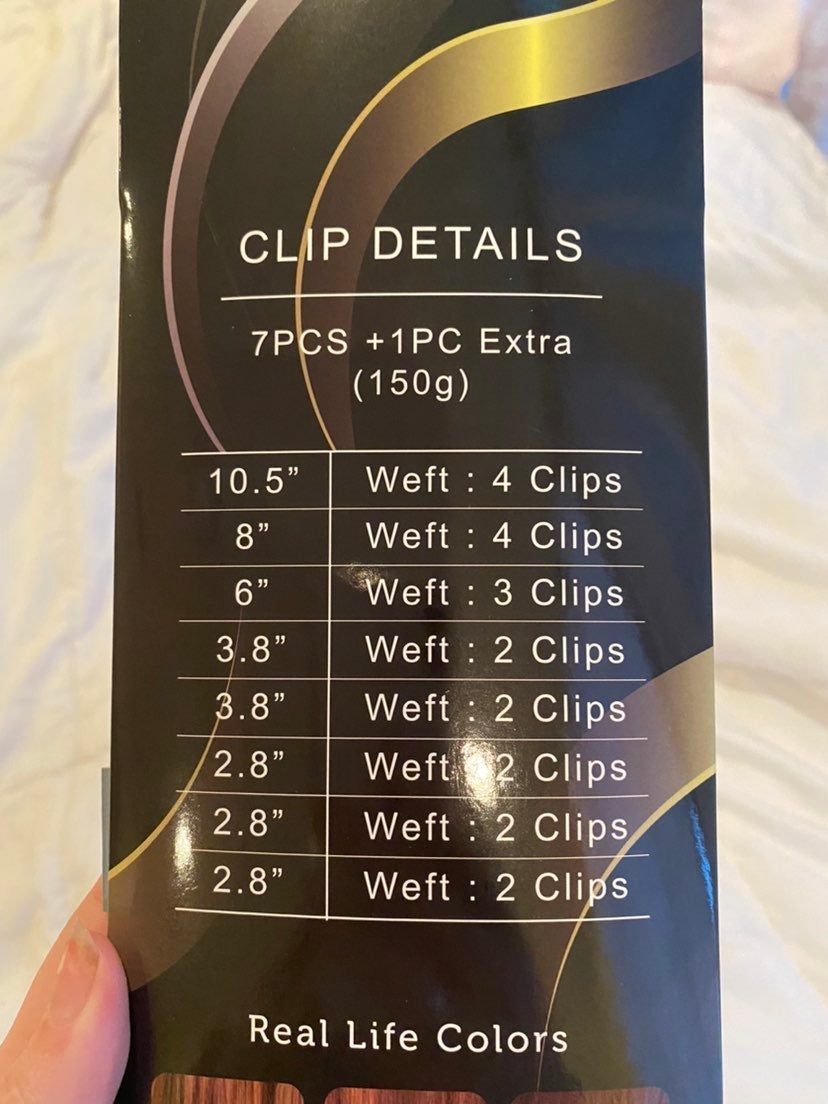 CLIP DETAILS
7PCS +1PC Extra
(150g)
10.5” Weft : 4 Clips
8” Weft : 4 Clips
6” Weft : 3 Clips
3.8” Weft : 2 Clips
3.8” Weft : 2 Clips
2.8” Weft : 2 Clips
2.8” Weft : 2 Clips
2.8” Weft : 2 Clips
Real Life Colors